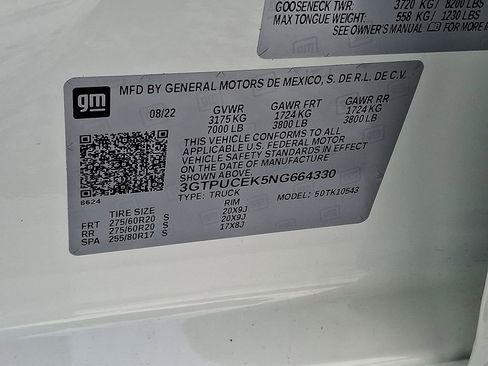 GOOSENECK TWR: 3720 KG / 8200 LBS
MAX TONGUE WEIGHT: 558 KG / 1230 LBS
SEE OWNER'S MANUAL FOR MORE
gm
MFD BY GENERAL MOTORS DE MEXICO, S. DE R.L. DE C.V.
08/22 GVWR GAWR FRT GAWR RR
3175 KG 1724 KG 1724 KG
7000 LB 3800 LB 3800 LB
THIS VEHICLE CONFORMS TO ALL
APPLICABLE U.S. FEDERAL MOTOR
VEHICLE SAFETY STANDARDS IN EFFECT
ON THE DATE OF MANUFACTURE
SHOWN ABOVE.
3GTPUCEK5NG664330
8624 TYPE: TRUCK MODEL: 50TK10543
TIRE SIZE RIM
FRT 275/60R20 S 20X9J
RR 275/60R20 S 20X9J
SPA 255/80R17 S 17X8J